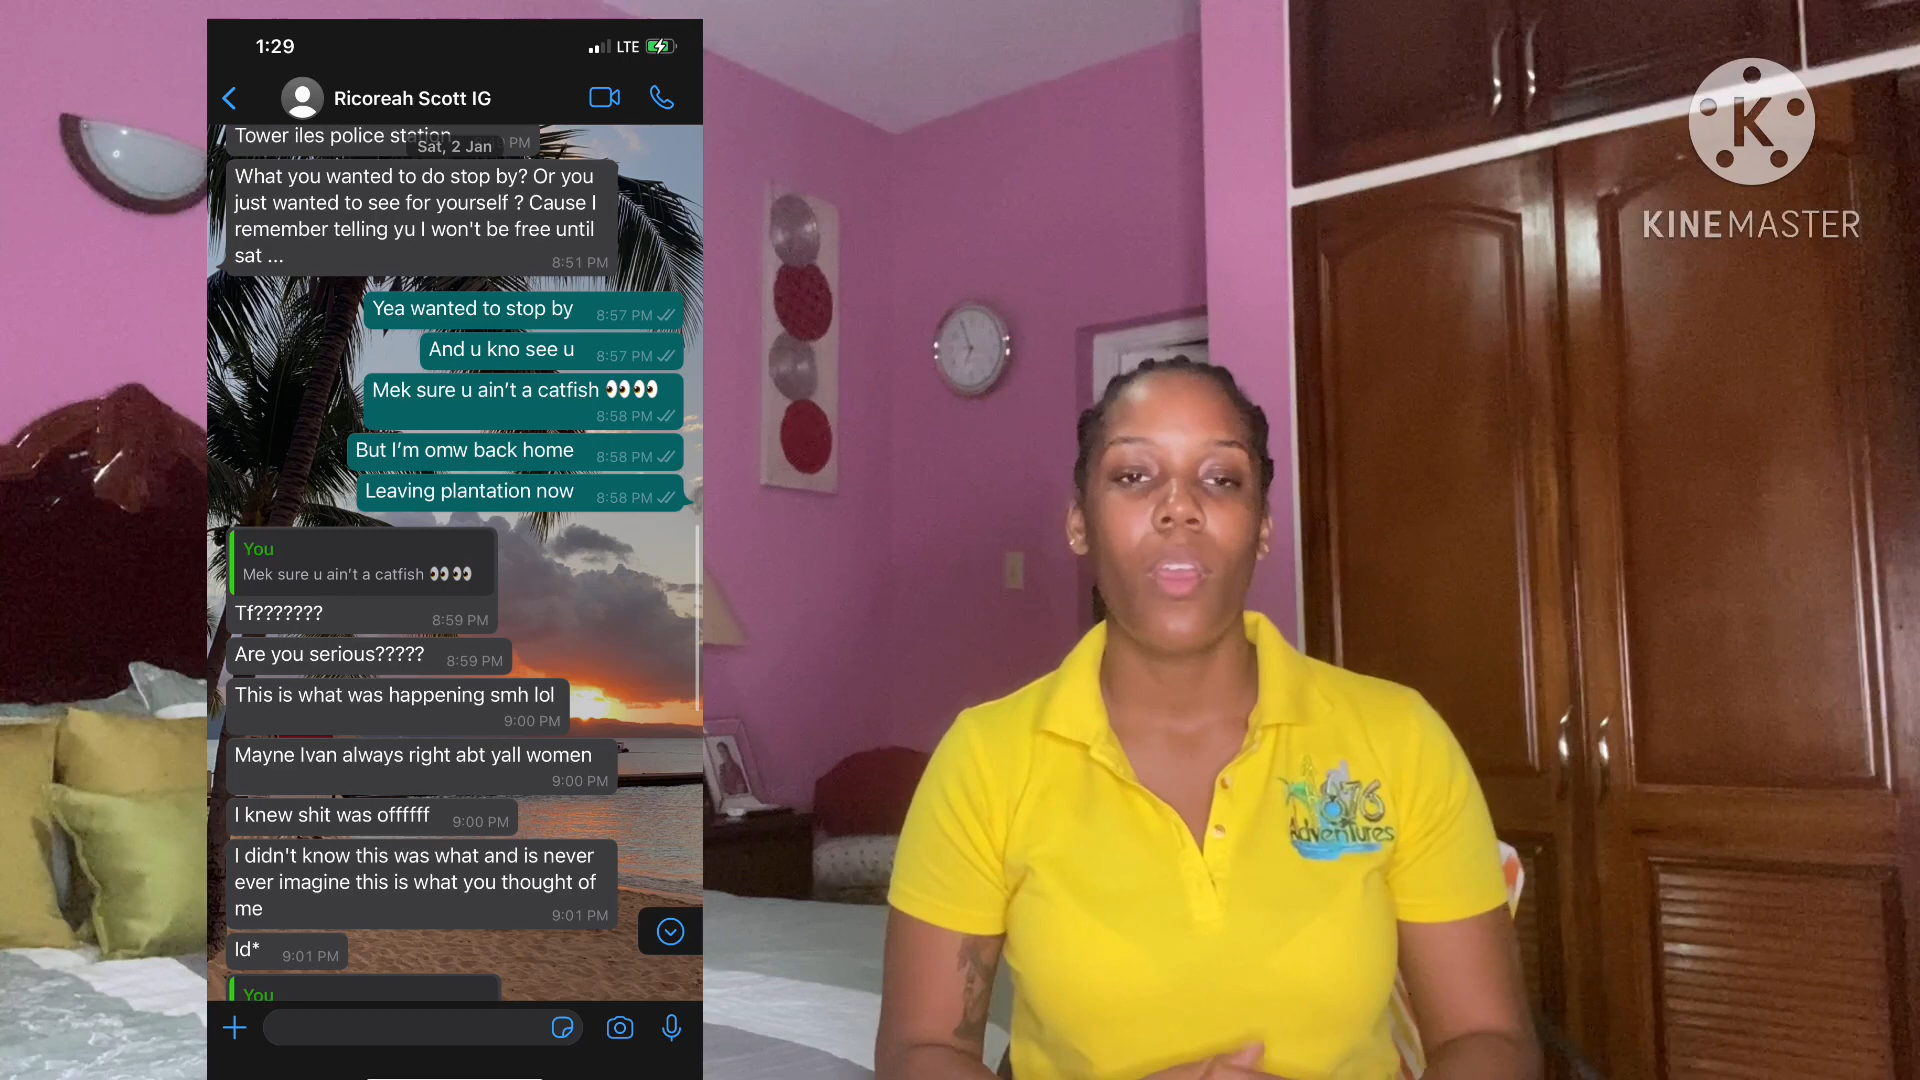 1:29
LTE
Ricoreah Scott IG
Tower iles police station
PM
Sat, 2 Jan
What you wanted to do stop by? Or you
just wanted to see for yourself ? Cause I
remember telling yu I won't be free until
sat ...
8:51 PM
Yea wanted to stop by
8:57 PM
And u kno see u
8:57 PM
Mek sure u ain’t a catfish 👀👀
8:58 PM
But I’m omw back home
8:58 PM
Leaving plantation now
8:58 PM
You
Mek sure u ain’t a catfish 👀👀
Tf???????
8:59 PM
Are you serious?????
8:59 PM
This is what was happening smh lol
9:00 PM
Mayne Ivan always right abt yall women
9:00 PM
I knew shit was offffff
9:00 PM
I didn't know this was what and is never
ever imagine this is what you thought of
me
9:01 PM
Id*
9:01 PM
You
K
KINEMASTER
876
Adventures